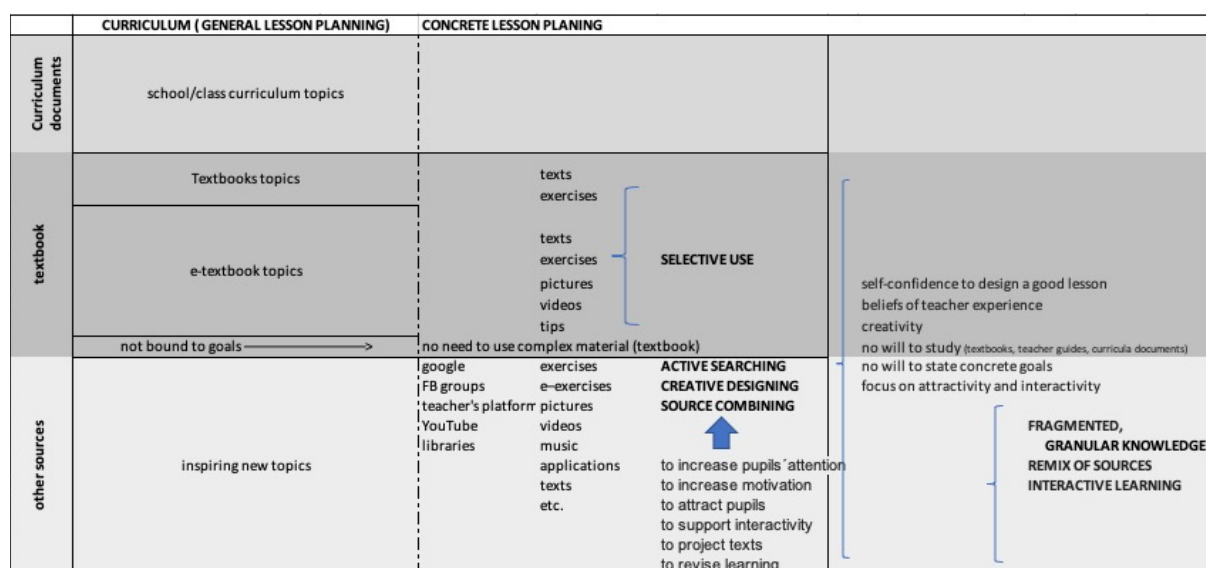 CURRICULUM ( GENERAL LESSON PLANNING)
CONCRETE LESSON PLANING
Curriculum
documents
school/class curriculum topics
textbook
Textbooks topics
texts
exercises
e-textbook topics
texts
exercises
pictures
videos
tips
SELECTIVE USE
not bound to goals
no need to use complex material (textbook)
other sources
inspiring new topics
google
FB groups
teacher's platform
YouTube
libraries
exercises
e–exercises
pictures
videos
music
applications
texts
etc.
ACTIVE SEARCHING
CREATIVE DESIGNING
SOURCE COMBINING
to increase pupils´attention
to increase motivation
to attract pupils
to support interactivity
to project texts
to revise learning
self-confidence to design a good lesson
beliefs of teacher experience
creativity
no will to study (textbooks, teacher guides, curricula documents)
no will to state concrete goals
focus on attractivity and interactivity
FRAGMENTED,
GRANULAR KNOWLEDGE
REMIX OF SOURCES
INTERACTIVE LEARNING